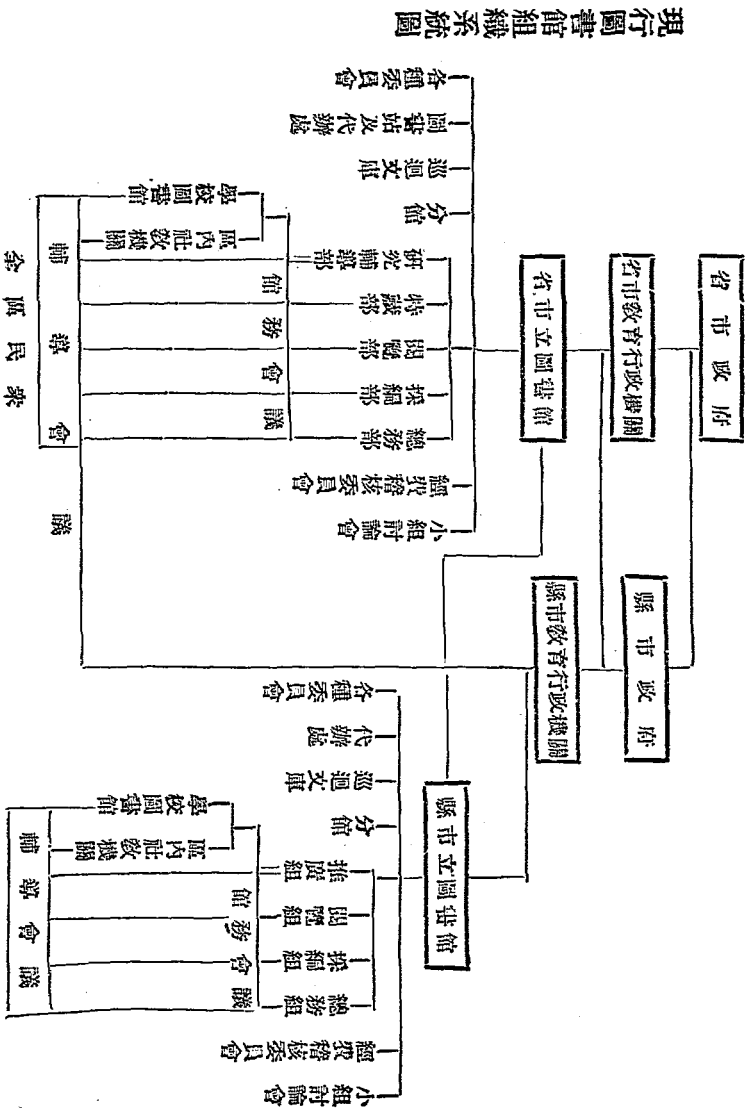 現行圖書館組織系統圖
省市政府
省市教育行政機關
省市立圖書館
各種委員會
圖書站及代辦處
巡迴文庫
分館
研究輔導部
特藏部
閱覽部
採編部
總務部
經費稽核委員會
小組討論會
學校圖書館
區內社教機關
館務會議
輔導會議
全區民衆
縣市政府
縣市教育行政機關
縣市立圖書館
各種委員會
代辦處
巡迴文庫
分館
推廣組
閱覽組
採編組
總務組
經費稽核委員會
小組討論會
學校圖書館
區內社教機關
館務會議
輔導會議